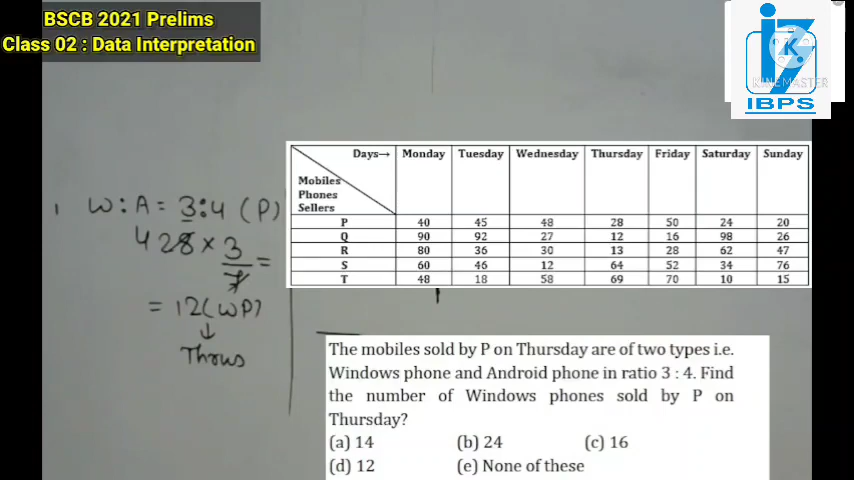 BSCB 2021 Prelims
Class 02 : Data Interpretation
K
KINEMASTER
IBPS
Days→ Monday Tuesday Wednesday Thursday Friday Saturday Sunday
Mobiles
Phones
Sellers
P 40 45 48 28 50 24 20
Q 90 92 27 12 16 98 26
R 80 36 30 13 28 62 47
S 60 46 12 64 52 34 76
T 48 18 58 69 70 10 15
1 W:A = 3:4 (P)
4 28 × 3/7 =
= 12(WP)
↓
Thrus
The mobiles sold by P on Thursday are of two types i.e.
Windows phone and Android phone in ratio 3 : 4. Find
the number of Windows phones sold by P on
Thursday?
(a) 14 (b) 24 (c) 16
(d) 12 (e) None of these